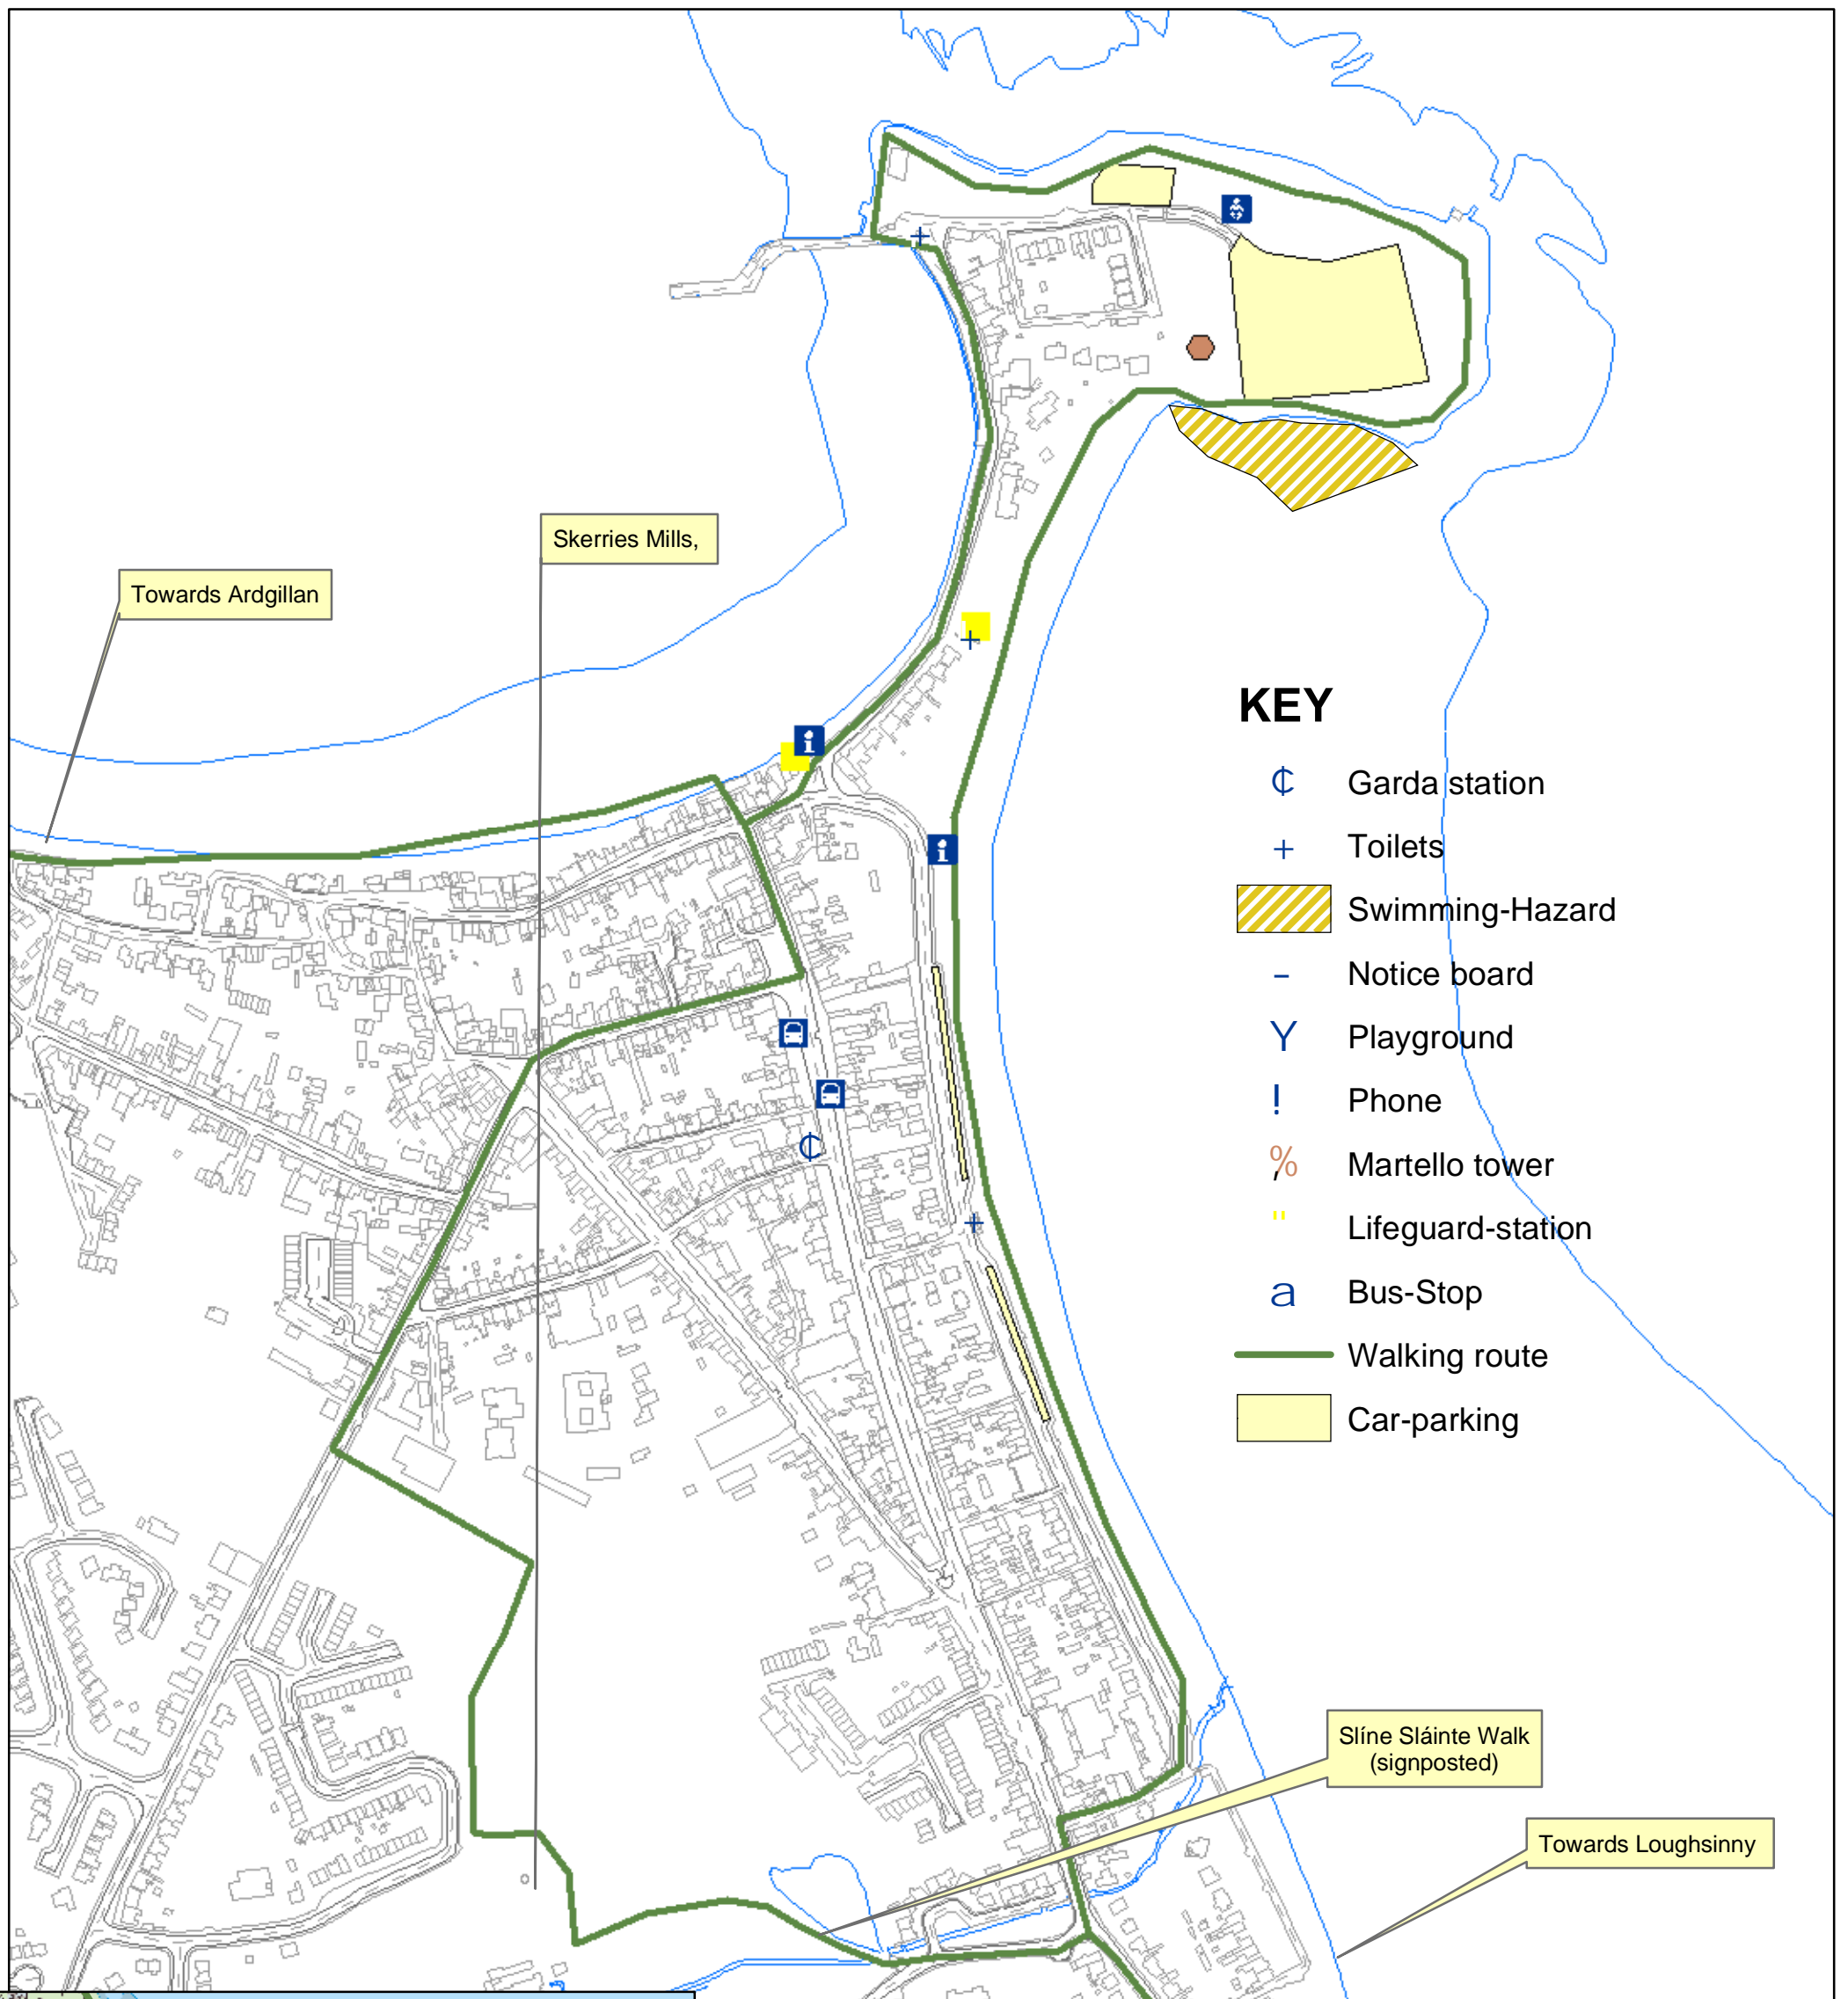 Skerries Mills,
Towards Ardgillan
KEY
₵ Garda station
+ Toilets
Swimming-Hazard
– Notice board
Y Playground
! Phone
% Martello tower
" Lifeguard-station
a Bus-Stop
Walking route
Car-parking
Slíne Sláinte Walk
(signposted)
Towards Loughsinny